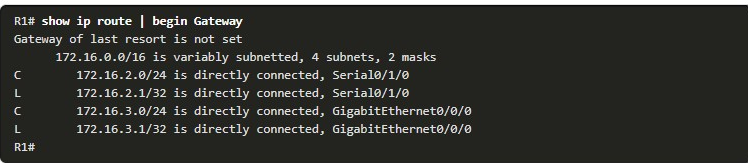 R1# show ip route | begin Gateway
Gateway of last resort is not set
      172.16.0.0/16 is variably subnetted, 4 subnets, 2 masks
C        172.16.2.0/24 is directly connected, Serial0/1/0
L        172.16.2.1/32 is directly connected, Serial0/1/0
C        172.16.3.0/24 is directly connected, GigabitEthernet0/0/0
L        172.16.3.1/32 is directly connected, GigabitEthernet0/0/0
R1#